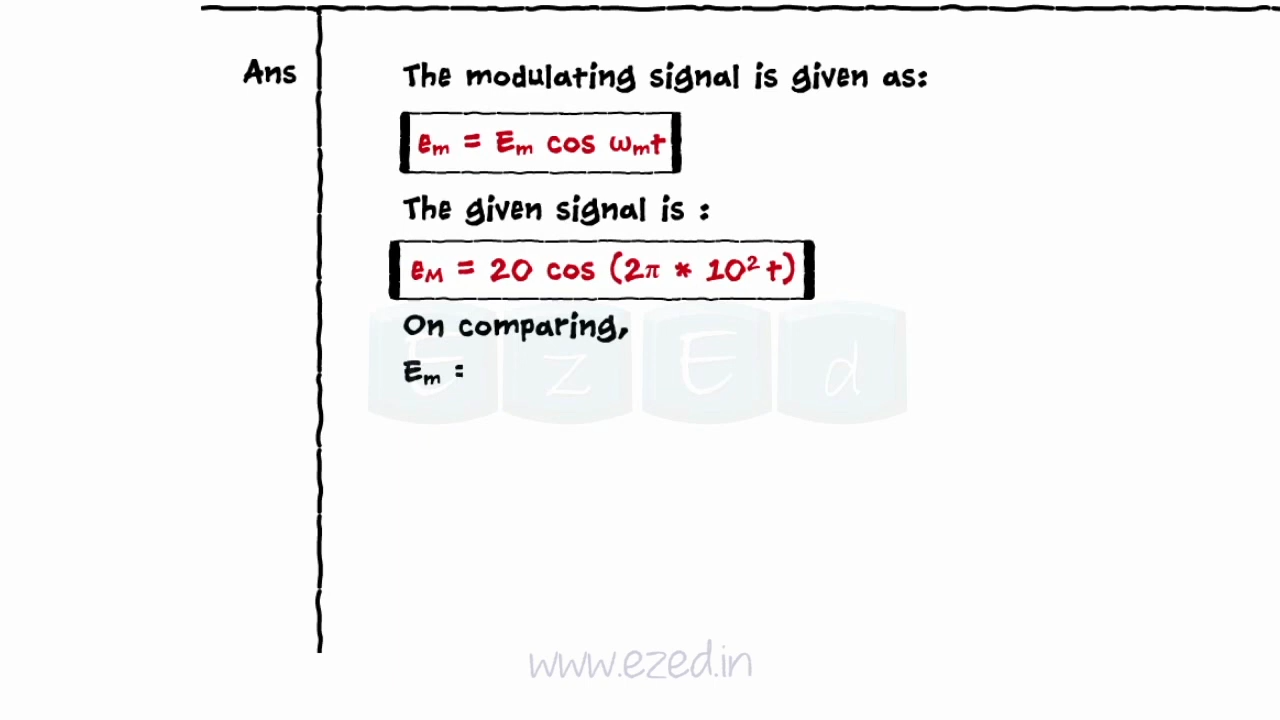 Ans
The modulating signal is given as:
eₘ = Eₘ cos ωₘt
The given signal is :
e_M = 20 cos (2π * 10² t)
On comparing,
Eₘ =
E z E d
www.ezed.in